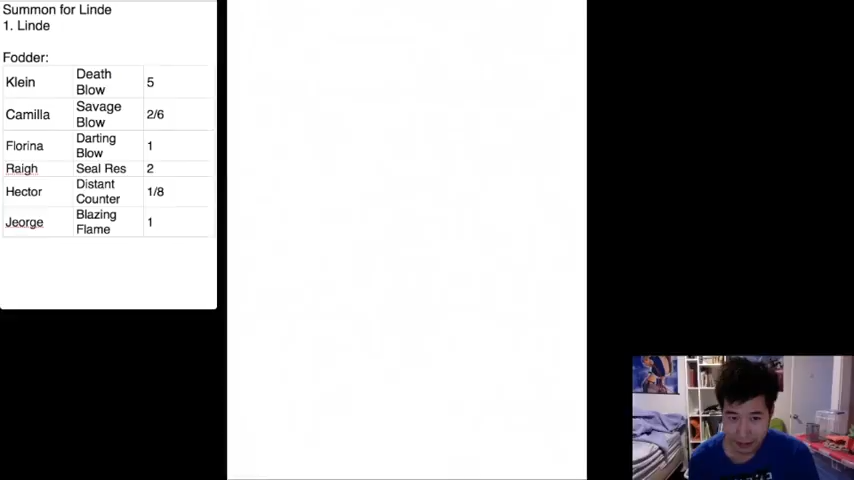 Summon for Linde
1. Linde
Fodder:
Klein Death Blow 5
Camilla Savage Blow 2/6
Florina Darting Blow 1
Raigh Seal Res 2
Hector Distant Counter 1/8
Jeorge Blazing Flame 1